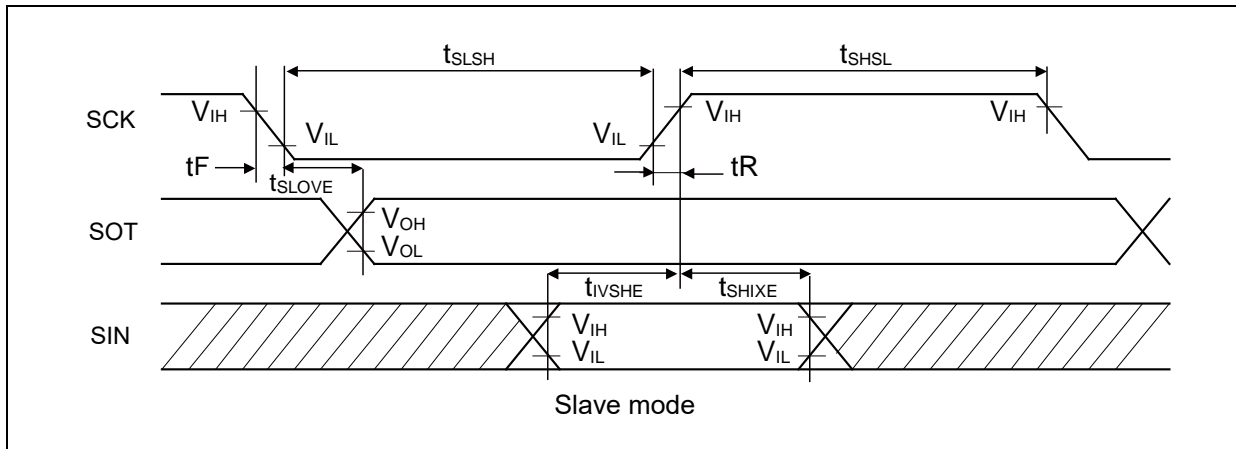 tSLSH tSHSL
SCK VIH VIL VIL VIH VIH
tF tSLOVE tR
SOT VOH
VOL
tIVSHE tSHIXE
SIN VIH VIH
VIL VIL
Slave mode